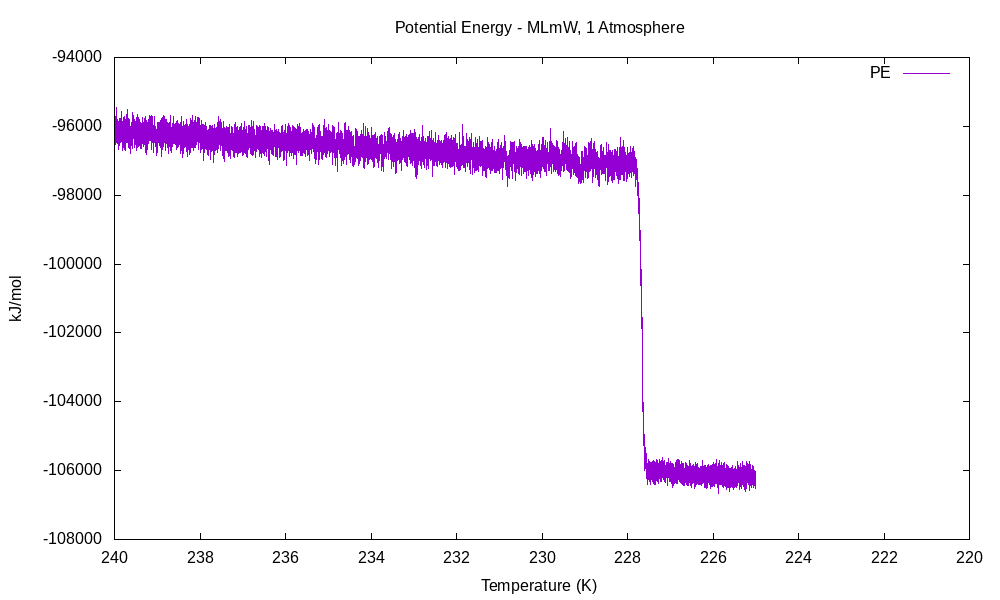 Potential Energy - MLmW, 1 Atmosphere
PE
-94000
-96000
-98000
-100000
-102000
-104000
-106000
-108000
kJ/mol
240 238 236 234 232 230 228 226 224 222 220
Temperature (K)